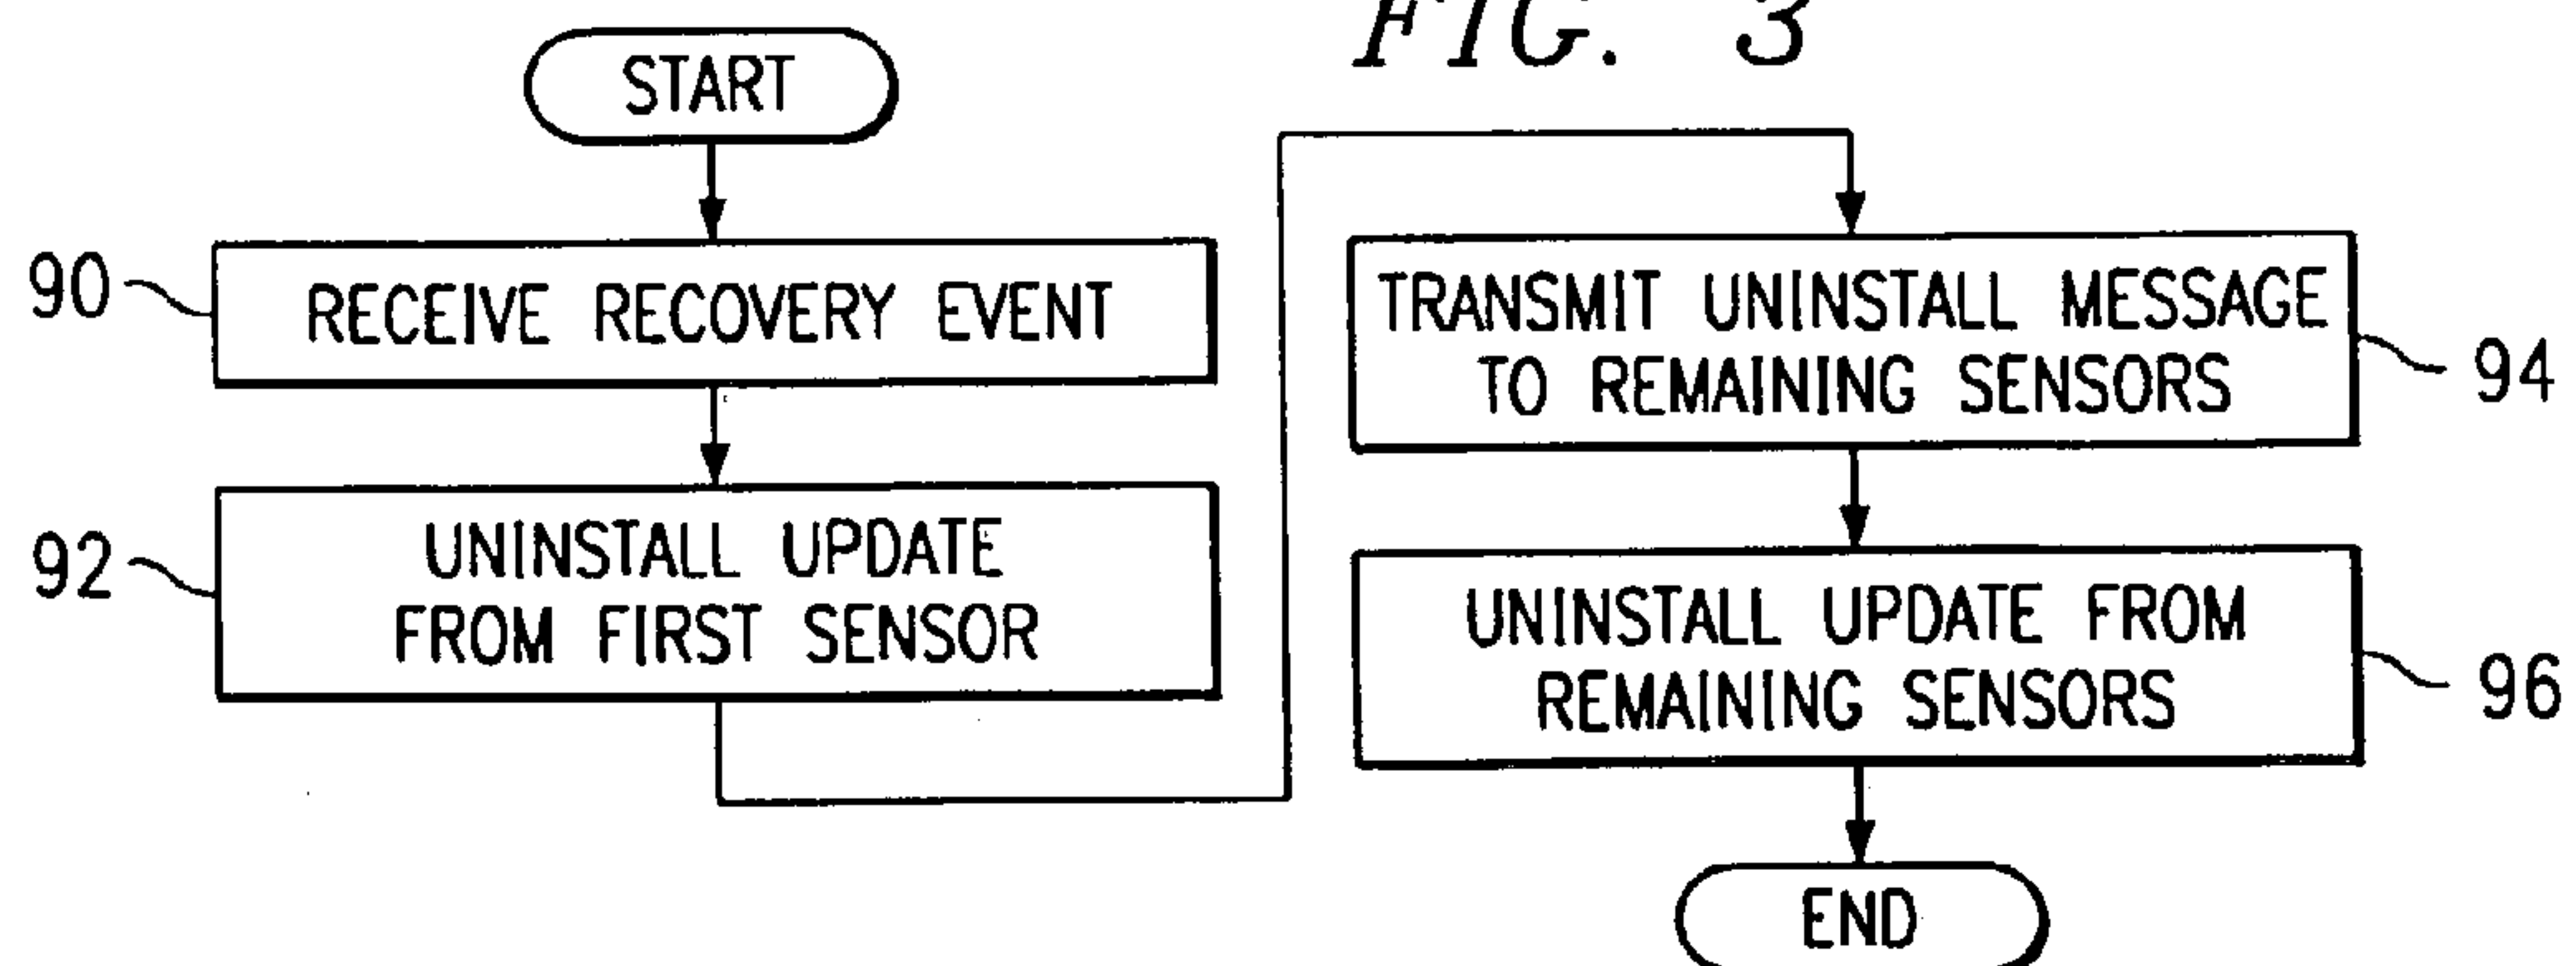 FIG. 3
START
90
RECEIVE RECOVERY EVENT
92
UNINSTALL UPDATE
FROM FIRST SENSOR
TRANSMIT UNINSTALL MESSAGE
TO REMAINING SENSORS
94
UNINSTALL UPDATE FROM
REMAINING SENSORS
96
END